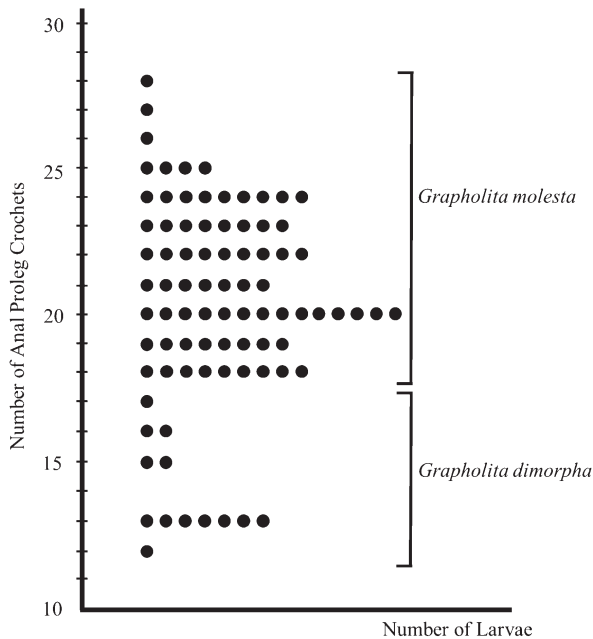 30
25
20
15
10
Number of Anal Proleg Crochets
Grapholita molesta
Grapholita dimorpha
Number of Larvae